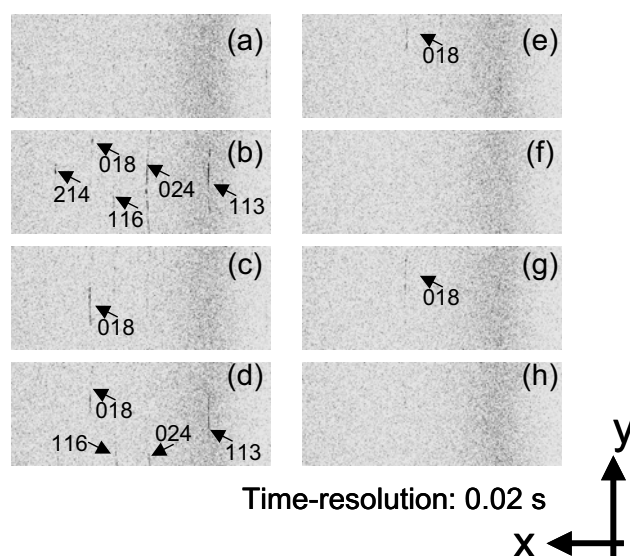 (a)
(b)
018
214
024
116
113
(c)
018
(d)
018
024
116
113
(e)
018
(f)
(g)
018
(h)
Time-resolution: 0.02 s
y
x